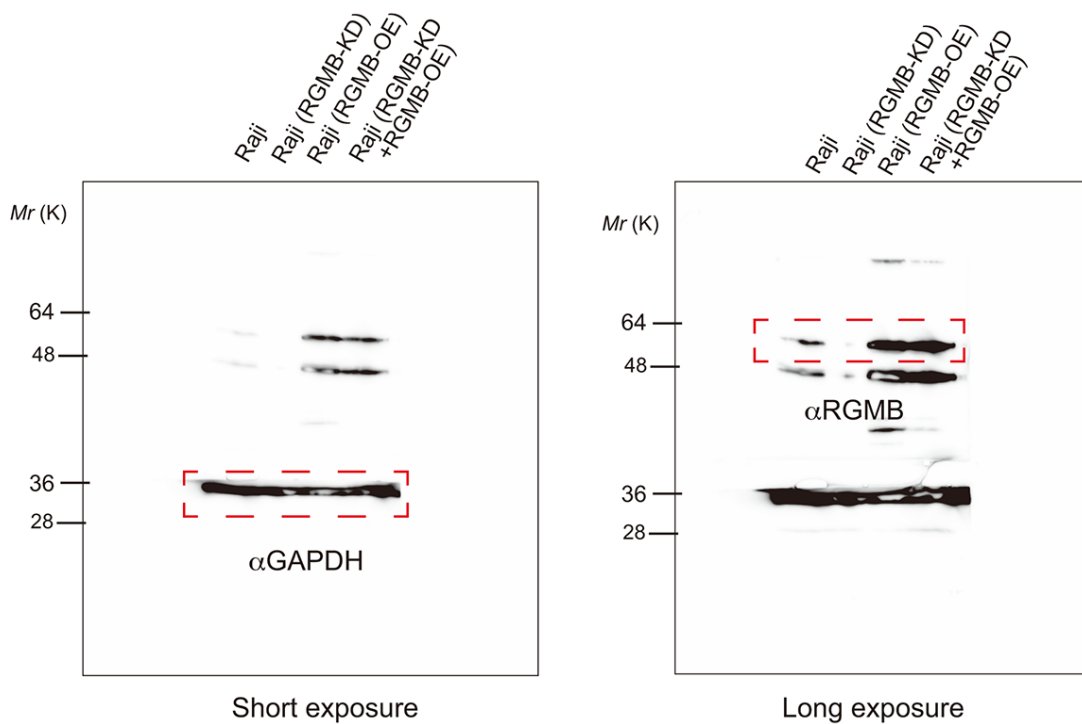 Raji
Raji (RGMB-KD)
Raji (RGMB-OE)
Raji (RGMB-KD
+RGMB-OE)
Mr (K)
64
48
36
28
αGAPDH
Short exposure
Raji
Raji (RGMB-KD)
Raji (RGMB-OE)
Raji (RGMB-KD
+RGMB-OE)
Mr (K)
64
48
αRGMB
36
28
Long exposure